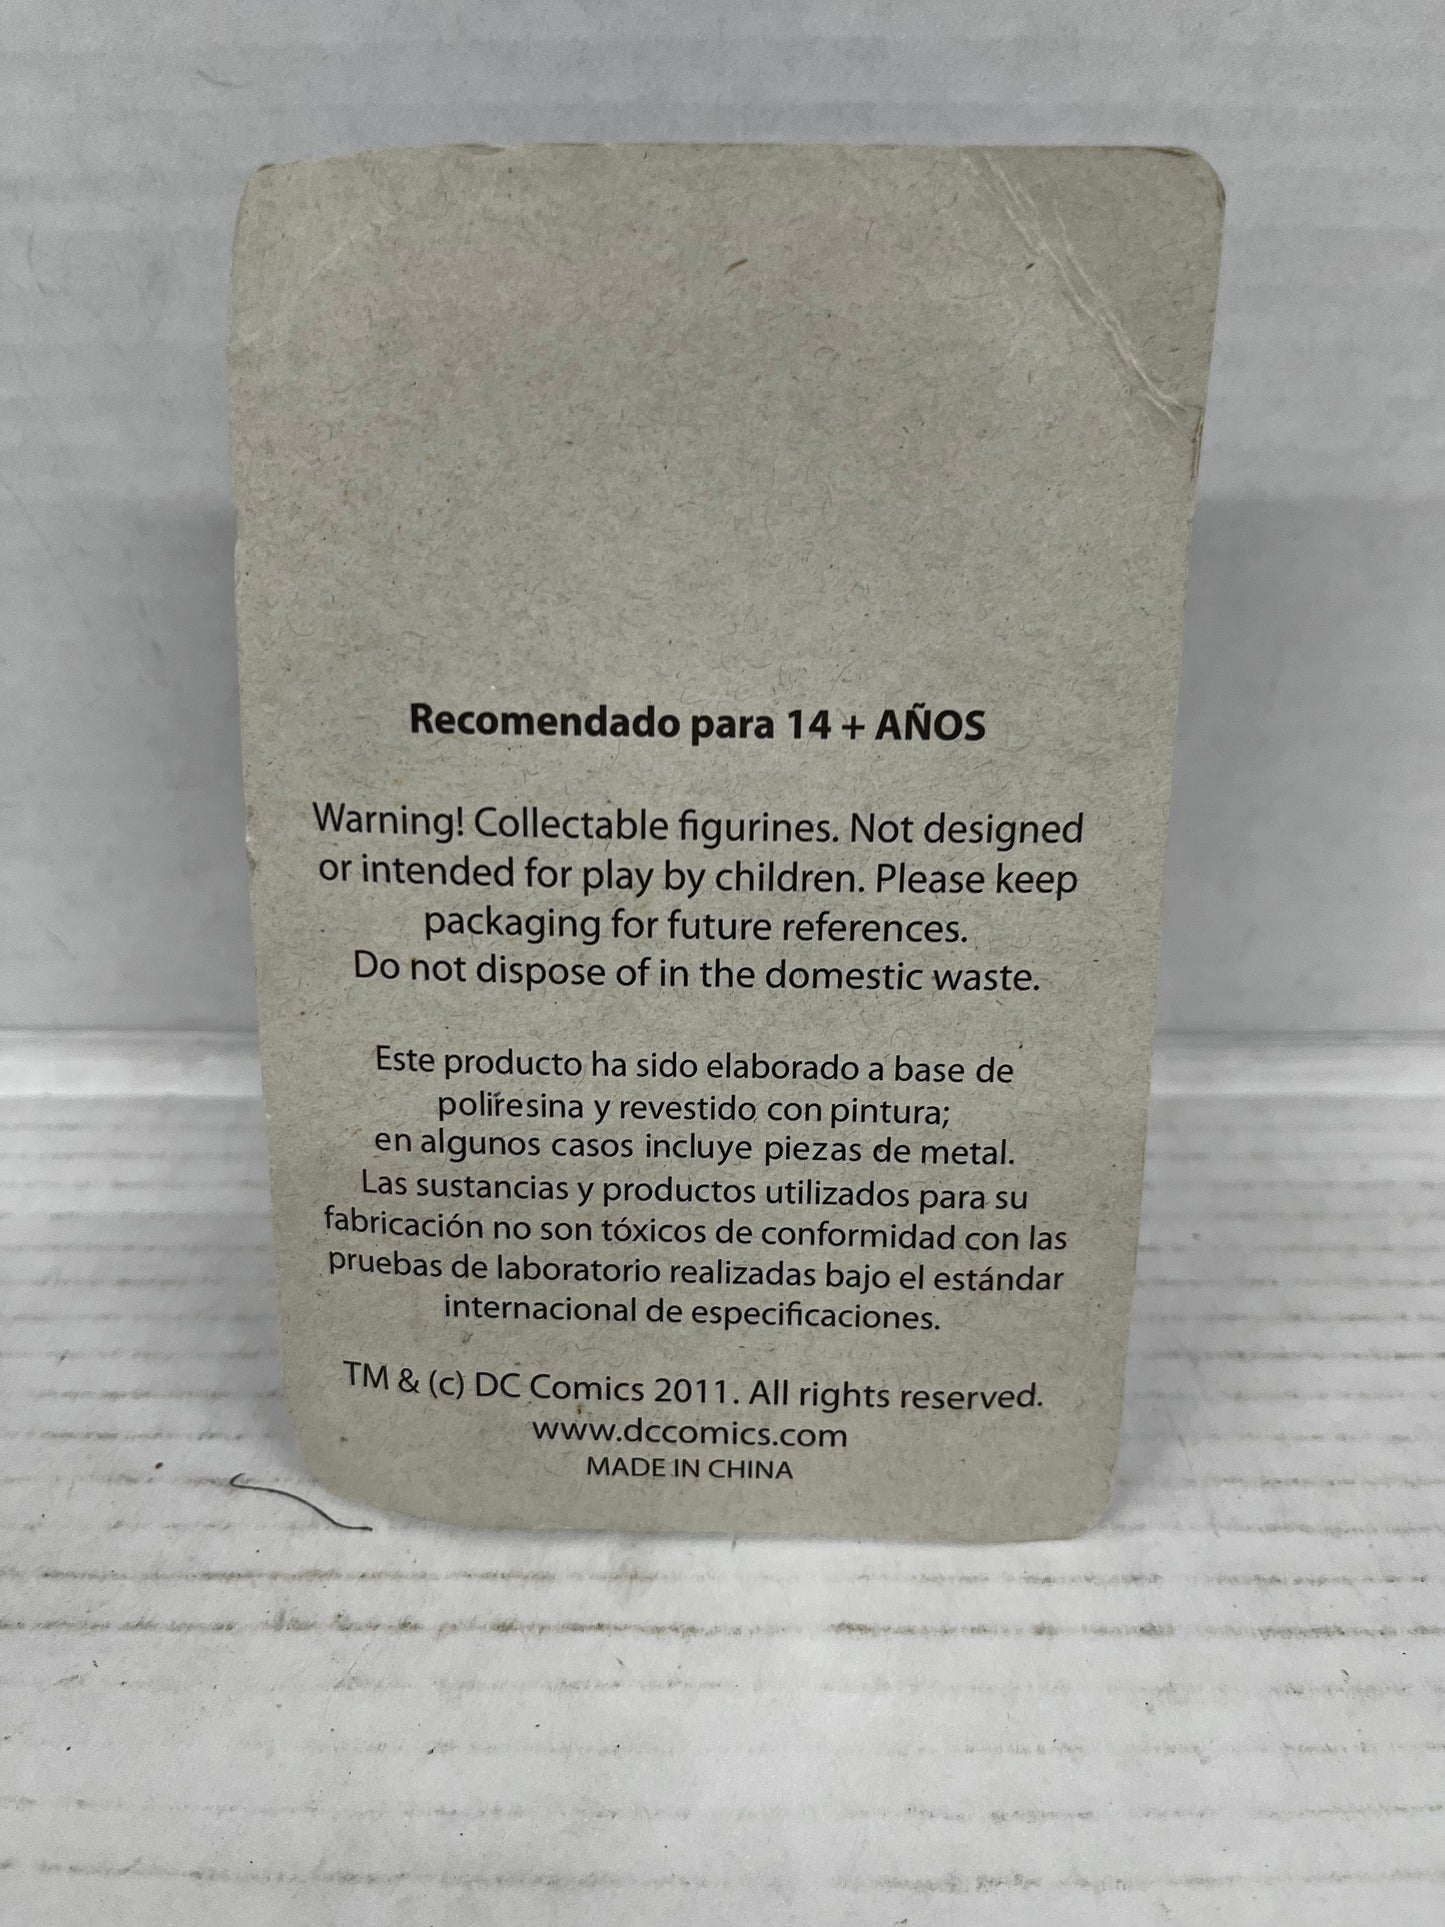 Recomendado para 14 + AÑOS
Warning! Collectable figurines. Not designed
or intended for play by children. Please keep
packaging for future references.
Do not dispose of in the domestic waste.
Este producto ha sido elaborado a base de
poliresina y revestido con pintura;
en algunos casos incluye piezas de metal.
Las sustancias y productos utilizados para su
fabricación no son tóxicos de conformidad con las
pruebas de laboratorio realizadas bajo el estándar
internacional de especificaciones.
TM & (c) DC Comics 2011. All rights reserved.
www.dccomics.com
MADE IN CHINA